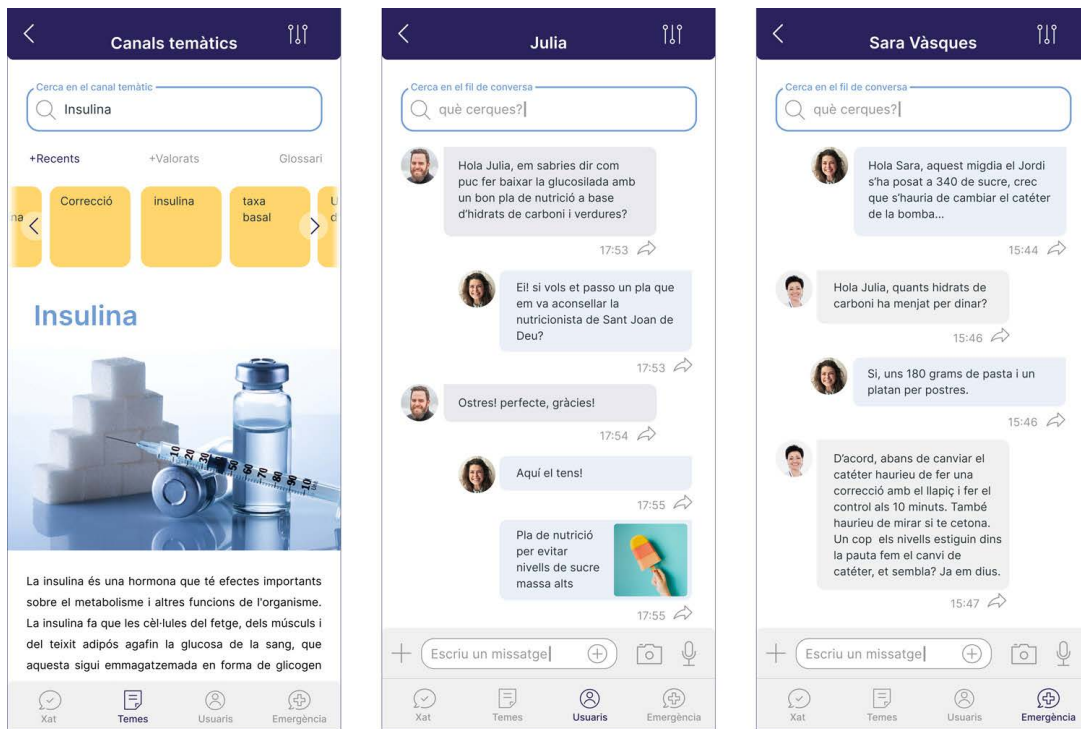 Canals temàtics
Cerca en el canal temàtic
Insulina
+Recents
+Valorats
Glossari
na
Correcció
insulina
taxa
basal
U
d'
Insulina
10
20
30
50
60
70
80
90
La insulina és una hormona que té efectes importants
sobre el metabolisme i altres funcions de l'organisme.
La insulina fa que les cèl·lules del fetge, dels músculs i
del teixit adipós agafin la glucosa de la sang, que
aquesta sigui emmagatzemada en forma de glicogen
Xat
Temes
Usuaris
Emergència
Julia
Cerca en el fil de conversa
què cerques?
Hola Julia, em sabries dir com
puc fer baixar la glucosilada amb
un bon pla de nutrició a base
d'hidrats de carboni i verdures?
17:53
Ei! si vols et passo un pla que
em va aconsellar la
nutricionista de Sant Joan de
Deu?
17:53
Ostres! perfecte, gràcies!
17:54
Aquí el tens!
17:55
Pla de nutrició
per evitar
nivells de sucre
massa alts
17:55
Escriu un missatge
Xat
Temes
Usuaris
Emergència
Sara Vàsques
Cerca en el fil de conversa
què cerques?
Hola Sara, aquest migdia el Jordi
s'ha posat a 340 de sucre, crec
que s'hauria de cambiar el catéter
de la bomba...
15:44
Hola Julia, quants hidrats de
carboni ha menjat per dinar?
15:46
Si, uns 180 grams de pasta i un
platan per postres.
15:46
D'acord, abans de canviar el
catéter haurieu de fer una
correcció amb el llapiç i fer el
control als 10 minuts. També
haurieu de mirar si te cetona.
Un cop els nivells estiguin dins
la pauta fem el canvi de
catéter, et sembla? Ja em dius.
15:47
Escriu un missatge
Xat
Temes
Usuaris
Emergència